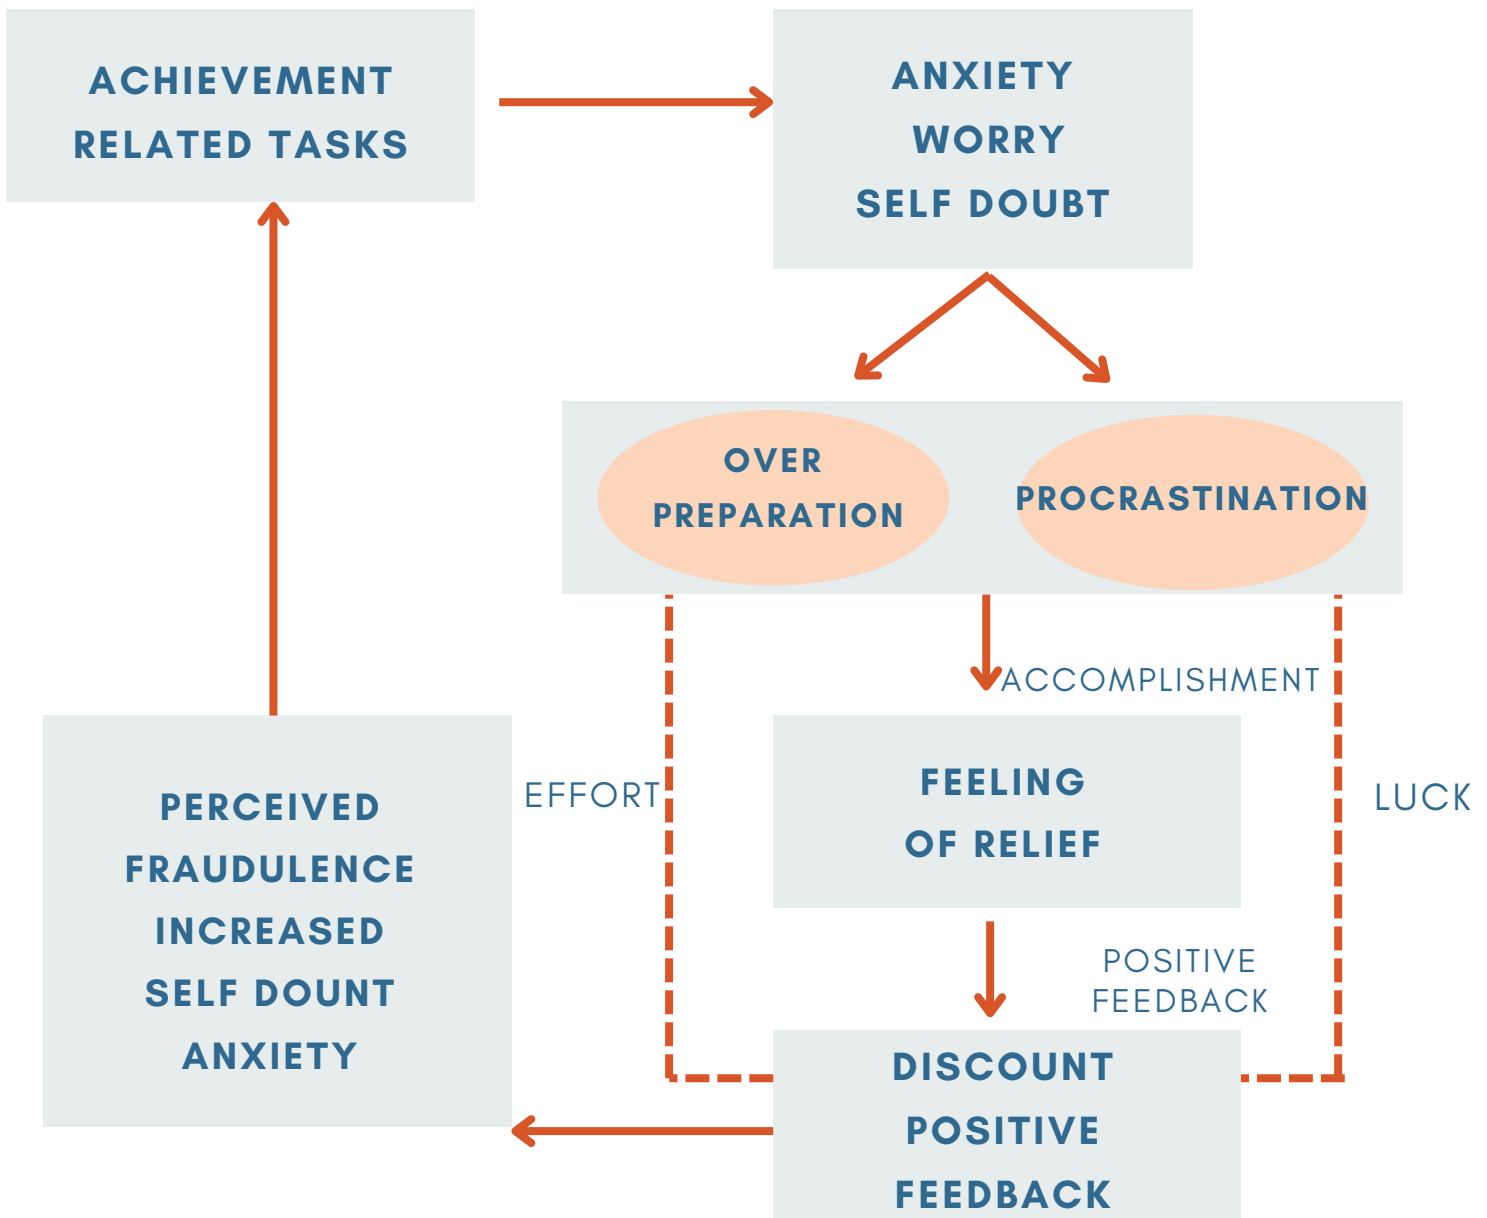 ACHIEVEMENT
RELATED TASKS
ANXIETY
WORRY
SELF DOUBT
OVER
PREPARATION
PROCRASTINATION
ACCOMPLISHMENT
EFFORT
FEELING
OF RELIEF
LUCK
POSITIVE
FEEDBACK
DISCOUNT
POSITIVE
FEEDBACK
PERCEIVED
FRAUDULENCE
INCREASED
SELF DOUNT
ANXIETY